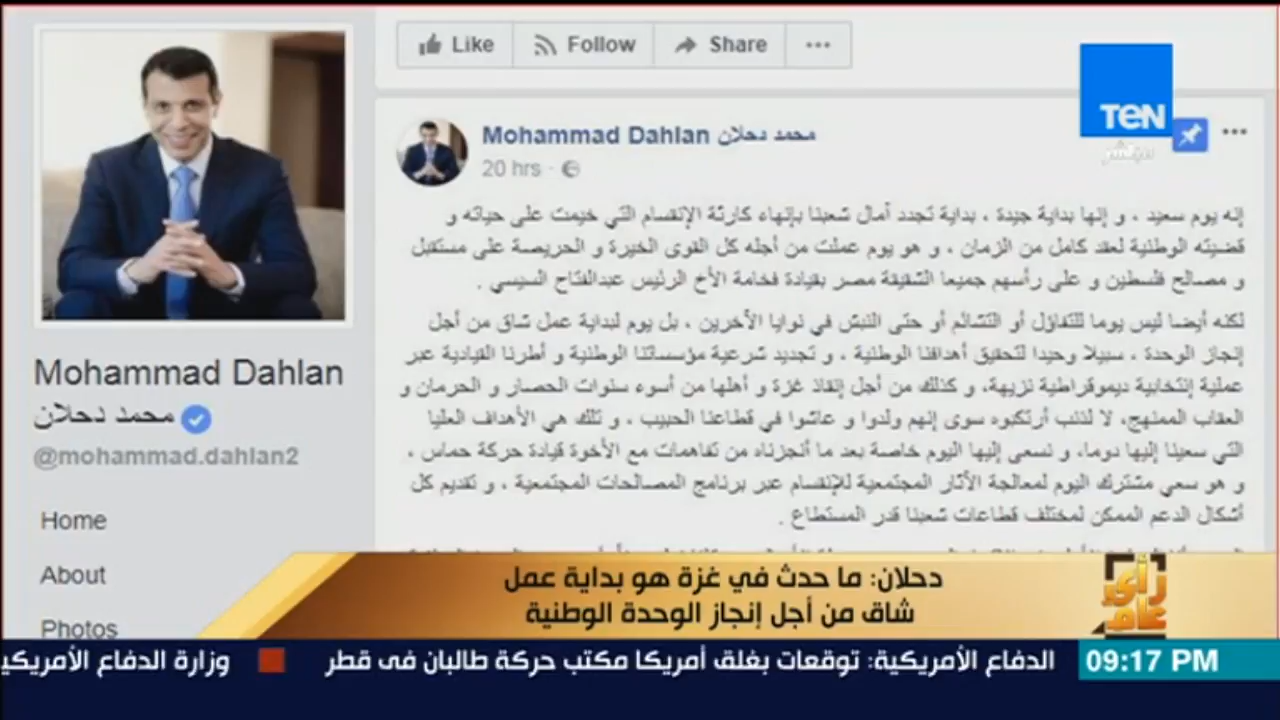 Like Follow Share
TEN
مباشر
Mohammad Dahlan محمد دحلان
20 hrs
إنه يوم سعيد ، و إنها بداية جيدة ، بداية تجدد آمال شعبنا بإنهاء كارثة الإنقسام التي خيمت على حياته و
قضيته الوطنية لعقد كامل من الزمان ، و هو يوم عملت من أجله كل القوى الخيرة و الحريصة على مستقبل
و مصالح فلسطين و على رأسهم جميعا الشقيقة مصر بقيادة فخامة الأخ الرئيس عبدالفتاح السيسي .
لكنه أيضا ليس يوما للتفاؤل أو التشائم أو حتى النبش في نوايا الآخرين ، بل يوم لبداية عمل شاق من أجل
إنجاز الوحدة ، سبيلا وحيدا لتحقيق أهدافنا الوطنية ، و تجديد شرعية مؤسساتنا الوطنية و أطرنا القيادية عبر
عملية إنتخابية ديموقراطية نزيهة، و كذلك من أجل إنقاذ غزة و أهلها من أسوء سنوات الحصار و الحرمان و
العقاب الممنهج، لا لذنب أرتكبوه سوى إنهم ولدوا و عاشوا في قطاعنا الحبيب ، و تلك هي الأهداف العليا
التي سعينا إليها دوما، و نسعى إليها اليوم خاصة بعد ما أنجزناه من تفاهمات مع الأخوة قيادة حركة حماس ،
و هو سعي مشترك اليوم لمعالجة الآثار المجتمعية للإنقسام عبر برنامج المصالحات المجتمعية ، و تقديم كل
أشكال الدعم الممكن لمختلف قطاعات شعبنا قدر المستطاع .
Mohammad Dahlan
محمد دحلان
@mohammad.dahlan2
Home
About
Photos
دحلان: ما حدث في غزة هو بداية عمل
شاق من أجل إنجاز الوحدة الوطنية
رأي
عام
الدفاع الأمريكية: توقعات بغلق أمريكا مكتب حركة طالبان فى قطر وزارة الدفاع الأمريكي
09:17 PM